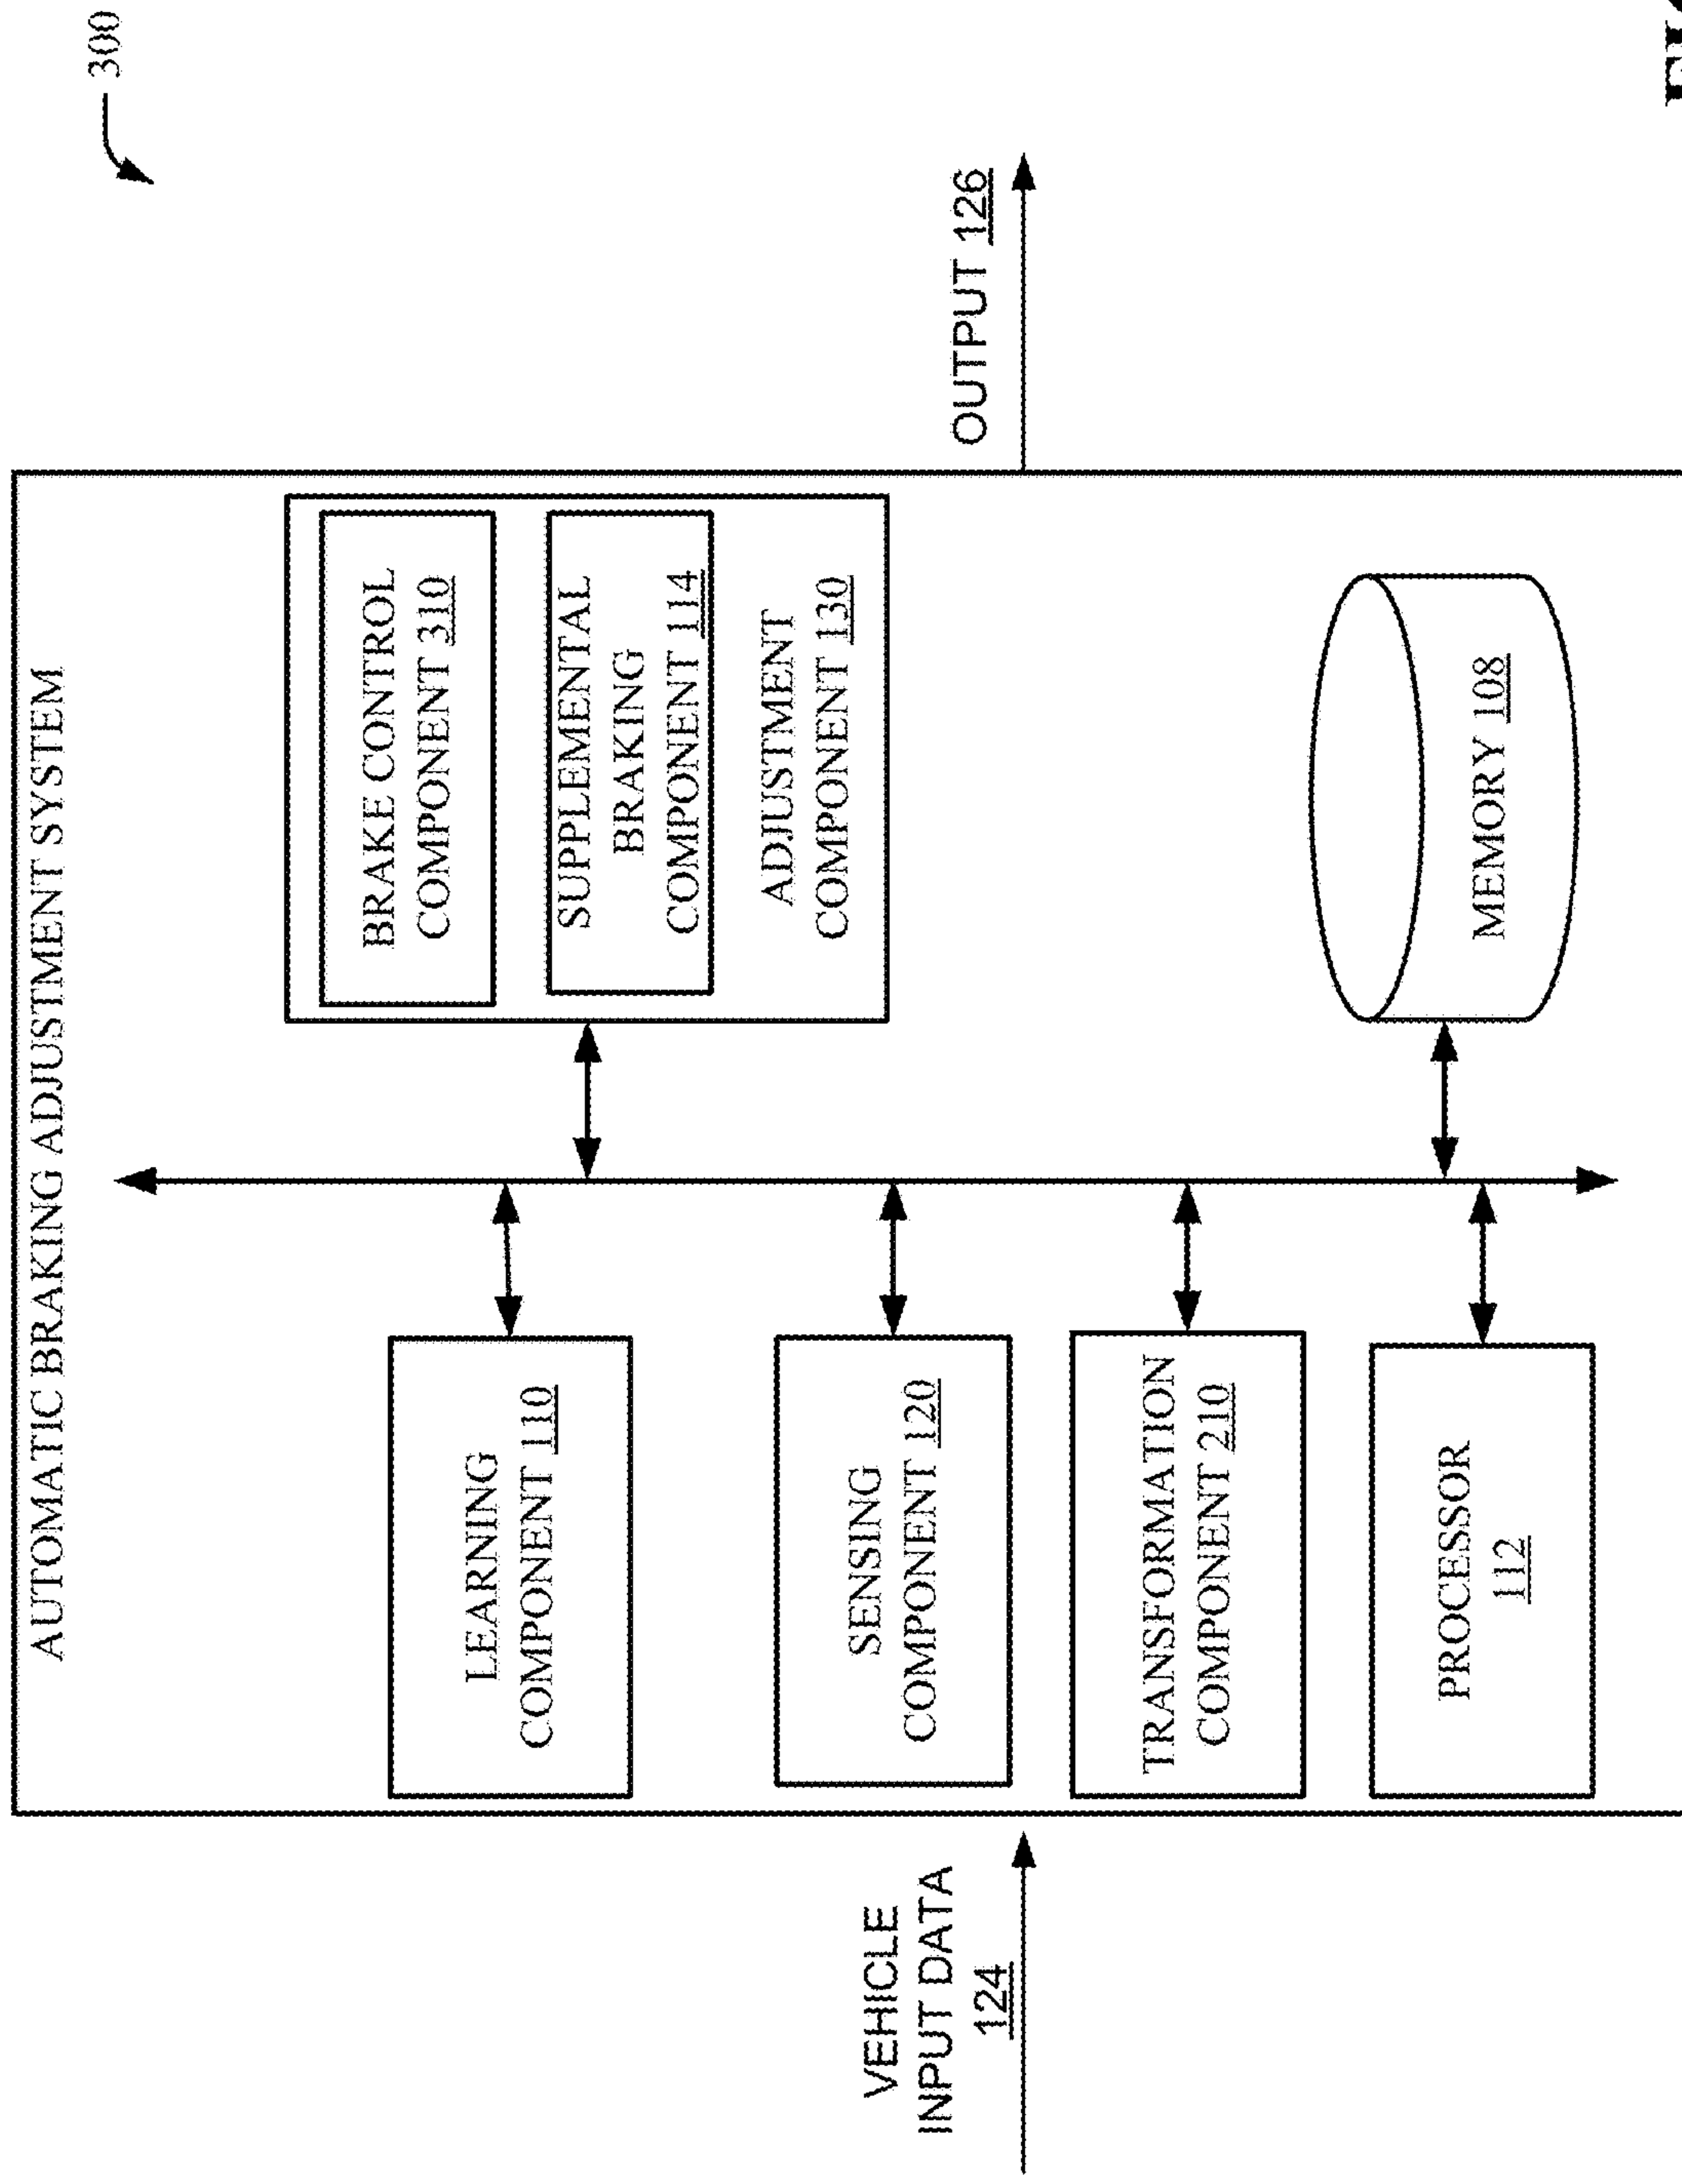 300
AUTOMATIC BRAKING ADJUSTMENT SYSTEM
LEARNING
COMPONENT 110
BRAKE CONTROL
COMPONENT 310
SUPPLEMENTAL
BRAKING
COMPONENT 114
ADJUSTMENT
COMPONENT 130
VEHICLE
INPUT DATA
124
SENSING
COMPONENT 120
OUTPUT 126
TRANSFORMATION
COMPONENT 210
PROCESSOR
112
MEMORY 108